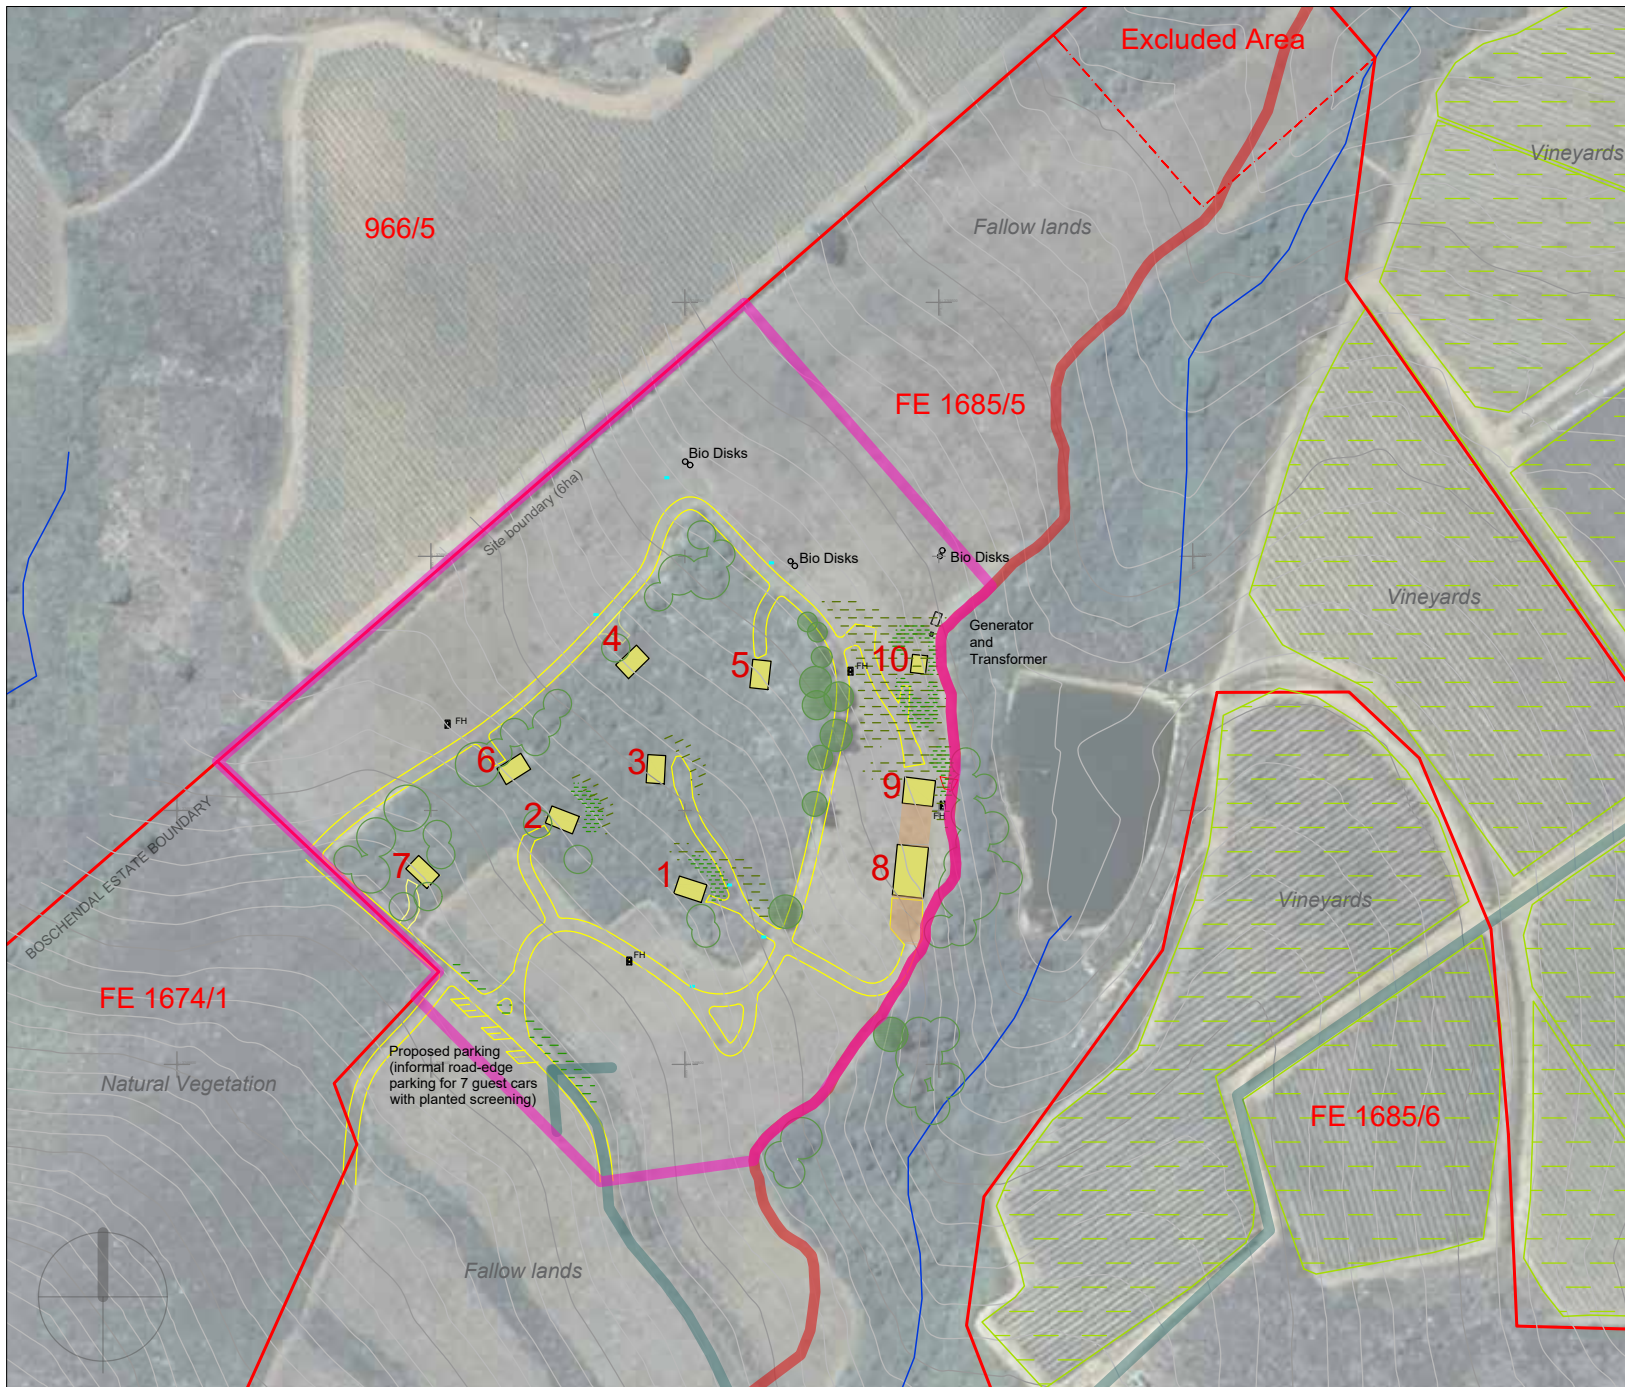 Excluded Area
Vineyards
966/5
Fallow lands
FE 1685/5
Bio Disks
Site boundary (6ha)
Bio Disks
Bio Disks
Vineyards
Generator
and
Transformer
4
5
10
FH
FH
6
3
9
FH
2
BOSCHENDAL ESTATE BOUNDARY
7
1
8
Vineyards
FH
FE 1674/1
Proposed parking
(informal road-edge
parking for 7 guest cars
with planted screening)
Natural Vegetation
FE 1685/6
Fallow lands